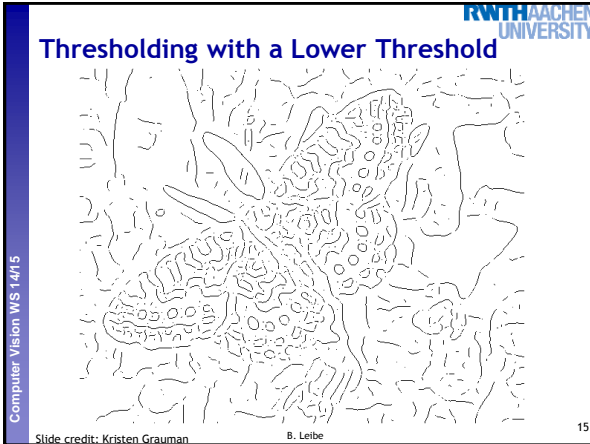 RWTHAACHEN
UNIVERSITY
Thresholding with a Lower Threshold
Computer Vision WS 14/15
Slide credit: Kristen Grauman
B. Leibe
15